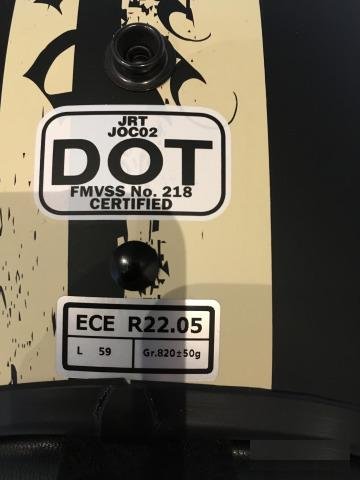 JRT
JOC02
DOT
FMVSS No. 218
CERTIFIED
ECE R22.05
L 59 Gr.820±50g